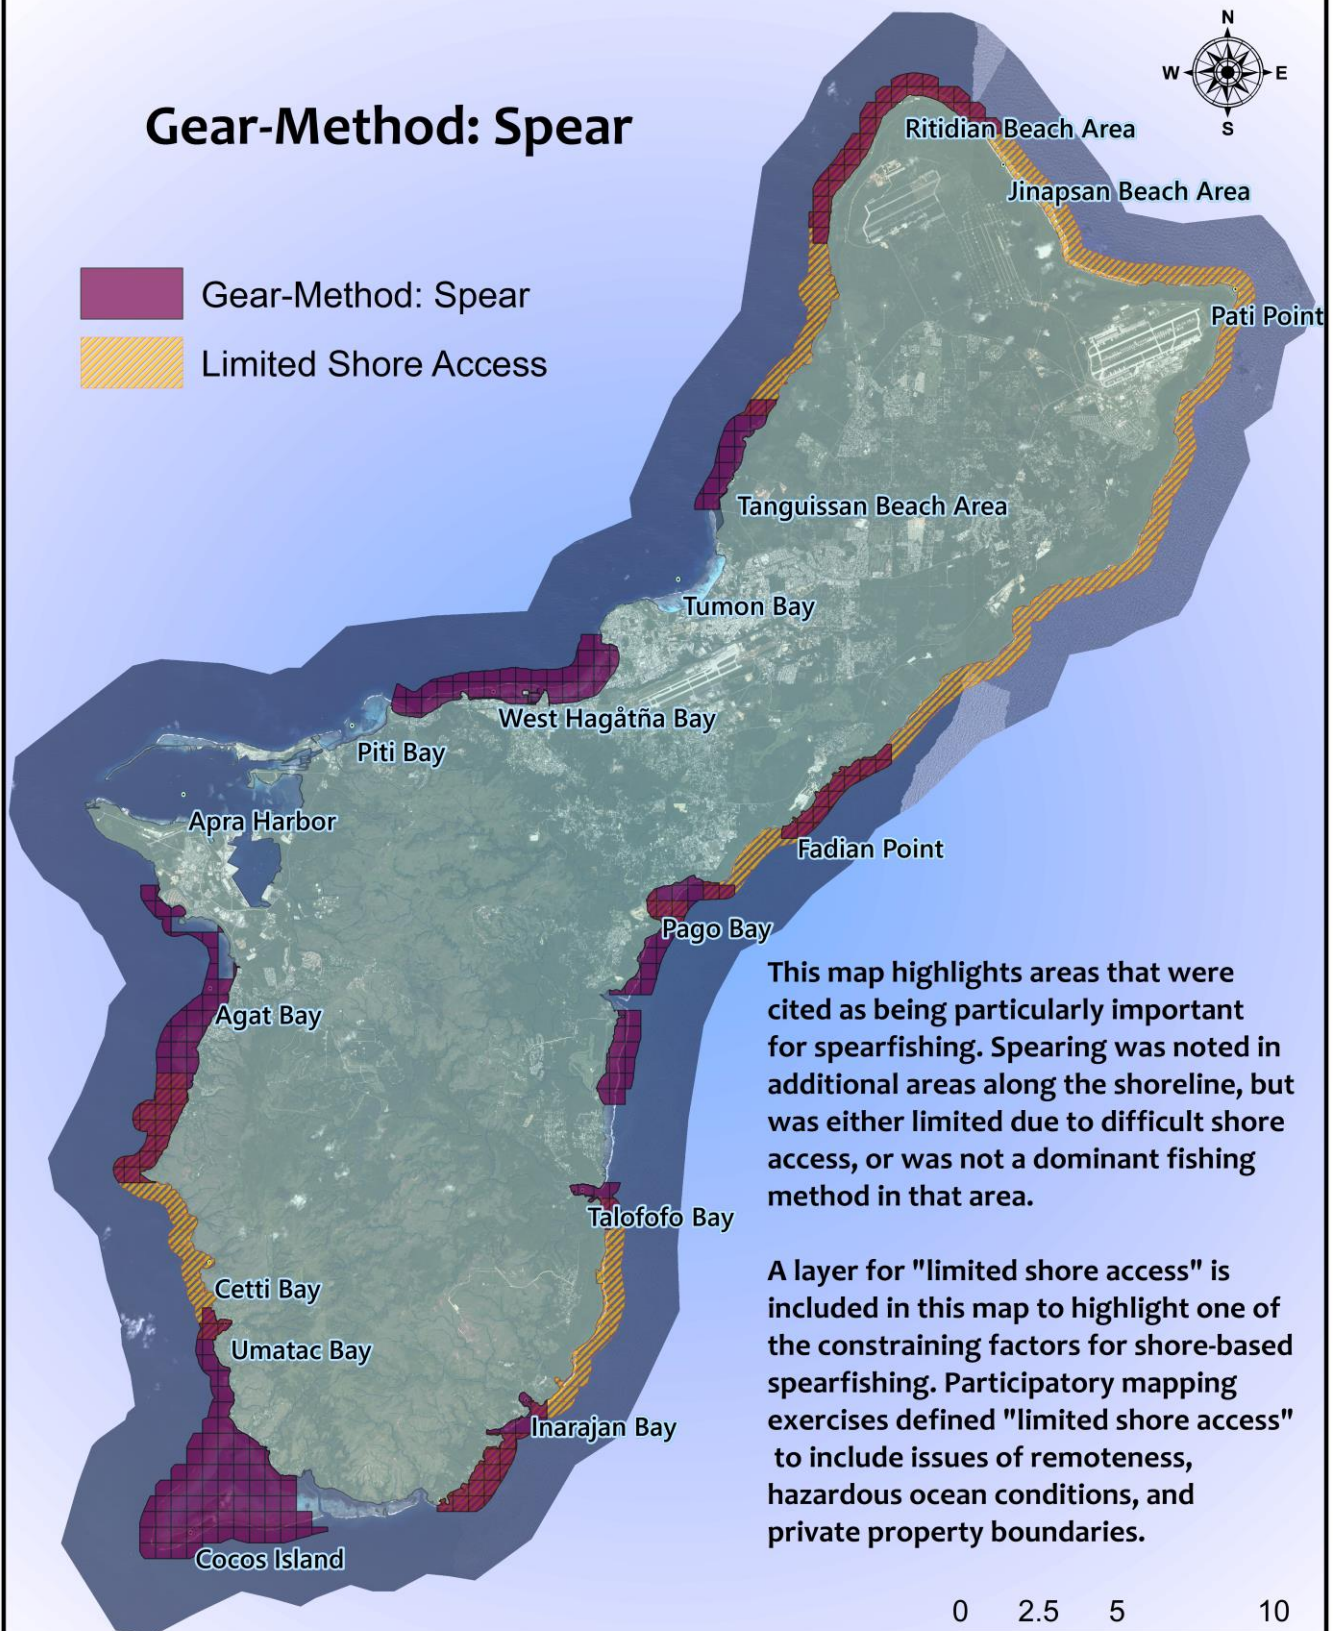 N
W E
S
Gear-Method: Spear
Gear-Method: Spear
Limited Shore Access
Ritidian Beach Area
Jinapsan Beach Area
Pati Point
Tanguissan Beach Area
Tumon Bay
West Hagåtña Bay
Piti Bay
Apra Harbor
Fadian Point
Pago Bay
Agat Bay
Talofofo Bay
Cetti Bay
Umatac Bay
Inarajan Bay
Cocos Island
This map highlights areas that were
cited as being particularly important
for spearfishing. Spearing was noted in
additional areas along the shoreline, but
was either limited due to difficult shore
access, or was not a dominant fishing
method in that area.
A layer for "limited shore access" is
included in this map to highlight one of
the constraining factors for shore-based
spearfishing. Participatory mapping
exercises defined "limited shore access"
to include issues of remoteness,
hazardous ocean conditions, and
private property boundaries.
0 2.5 5 10